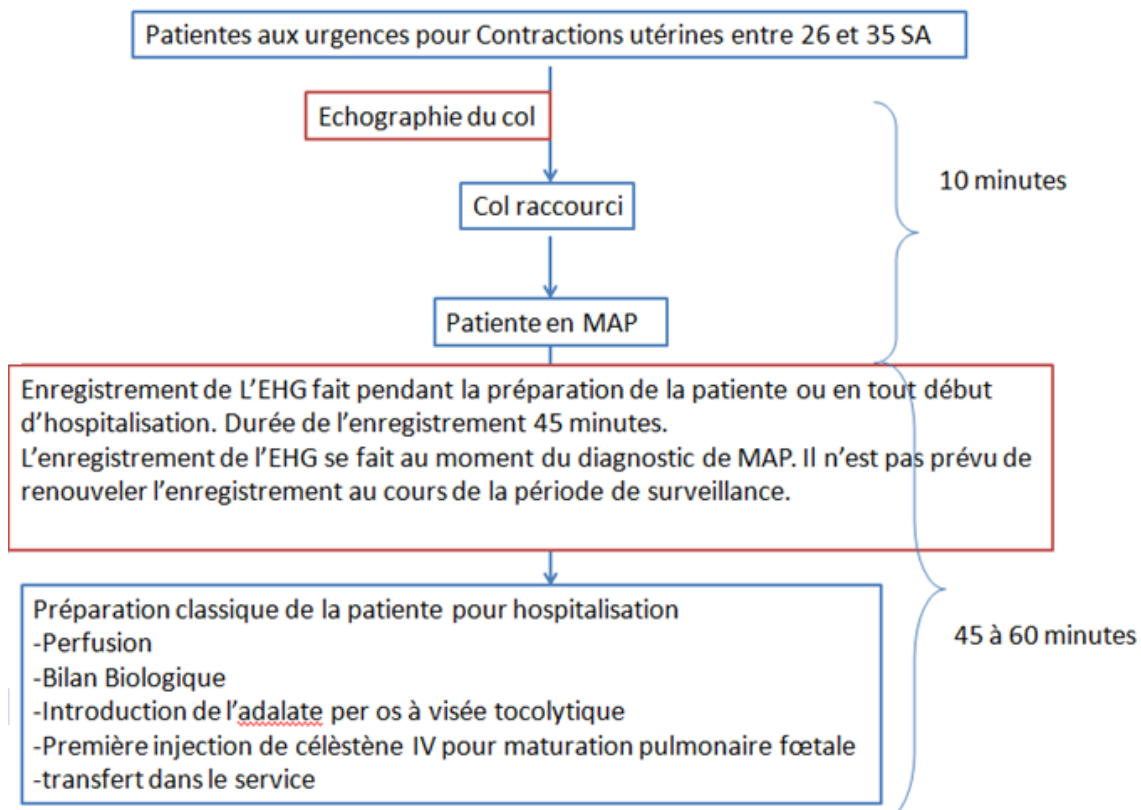 Patientes aux urgences pour Contractions utérines entre 26 et 35 SA
Echographie du col
10 minutes
Col raccourci
Patiente en MAP
Enregistrement de L’EHG fait pendant la préparation de la patiente ou en tout début
d’hospitalisation. Durée de l’enregistrement 45 minutes.
L’enregistrement de l’EHG se fait au moment du diagnostic de MAP. Il n’est pas prévu de
renouveler l’enregistrement au cours de la période de surveillance.
Préparation classique de la patiente pour hospitalisation
-Perfusion
-Bilan Biologique
-Introduction de l’adalate per os à visée tocolytique
-Première injection de célèstène IV pour maturation pulmonaire fœtale
-transfert dans le service
45 à 60 minutes